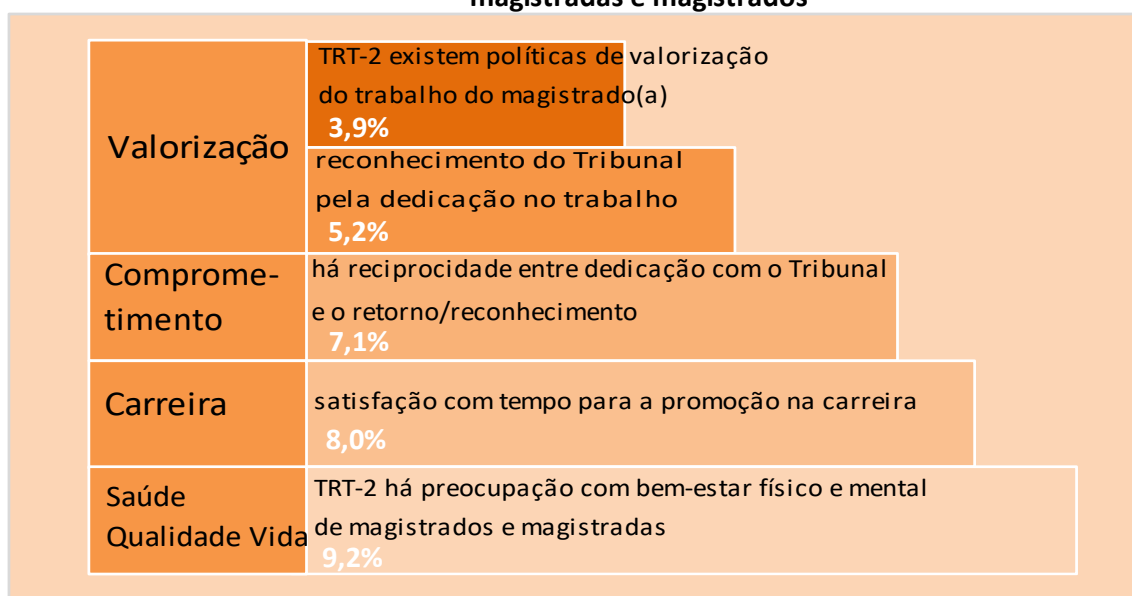 magistradas e magistrados
Valorização
TRT-2 existem políticas de valorização
do trabalho do magistrado(a)
3,9%
reconhecimento do Tribunal
pela dedicação no trabalho
5,2%
Comprome-
timento
há reciprocidade entre dedicação com o Tribunal
e o retorno/reconhecimento
7,1%
Carreira
satisfação com tempo para a promoção na carreira
8,0%
Saúde
Qualidade Vida
TRT-2 há preocupação com bem-estar físico e mental
de magistrados e magistradas
9,2%